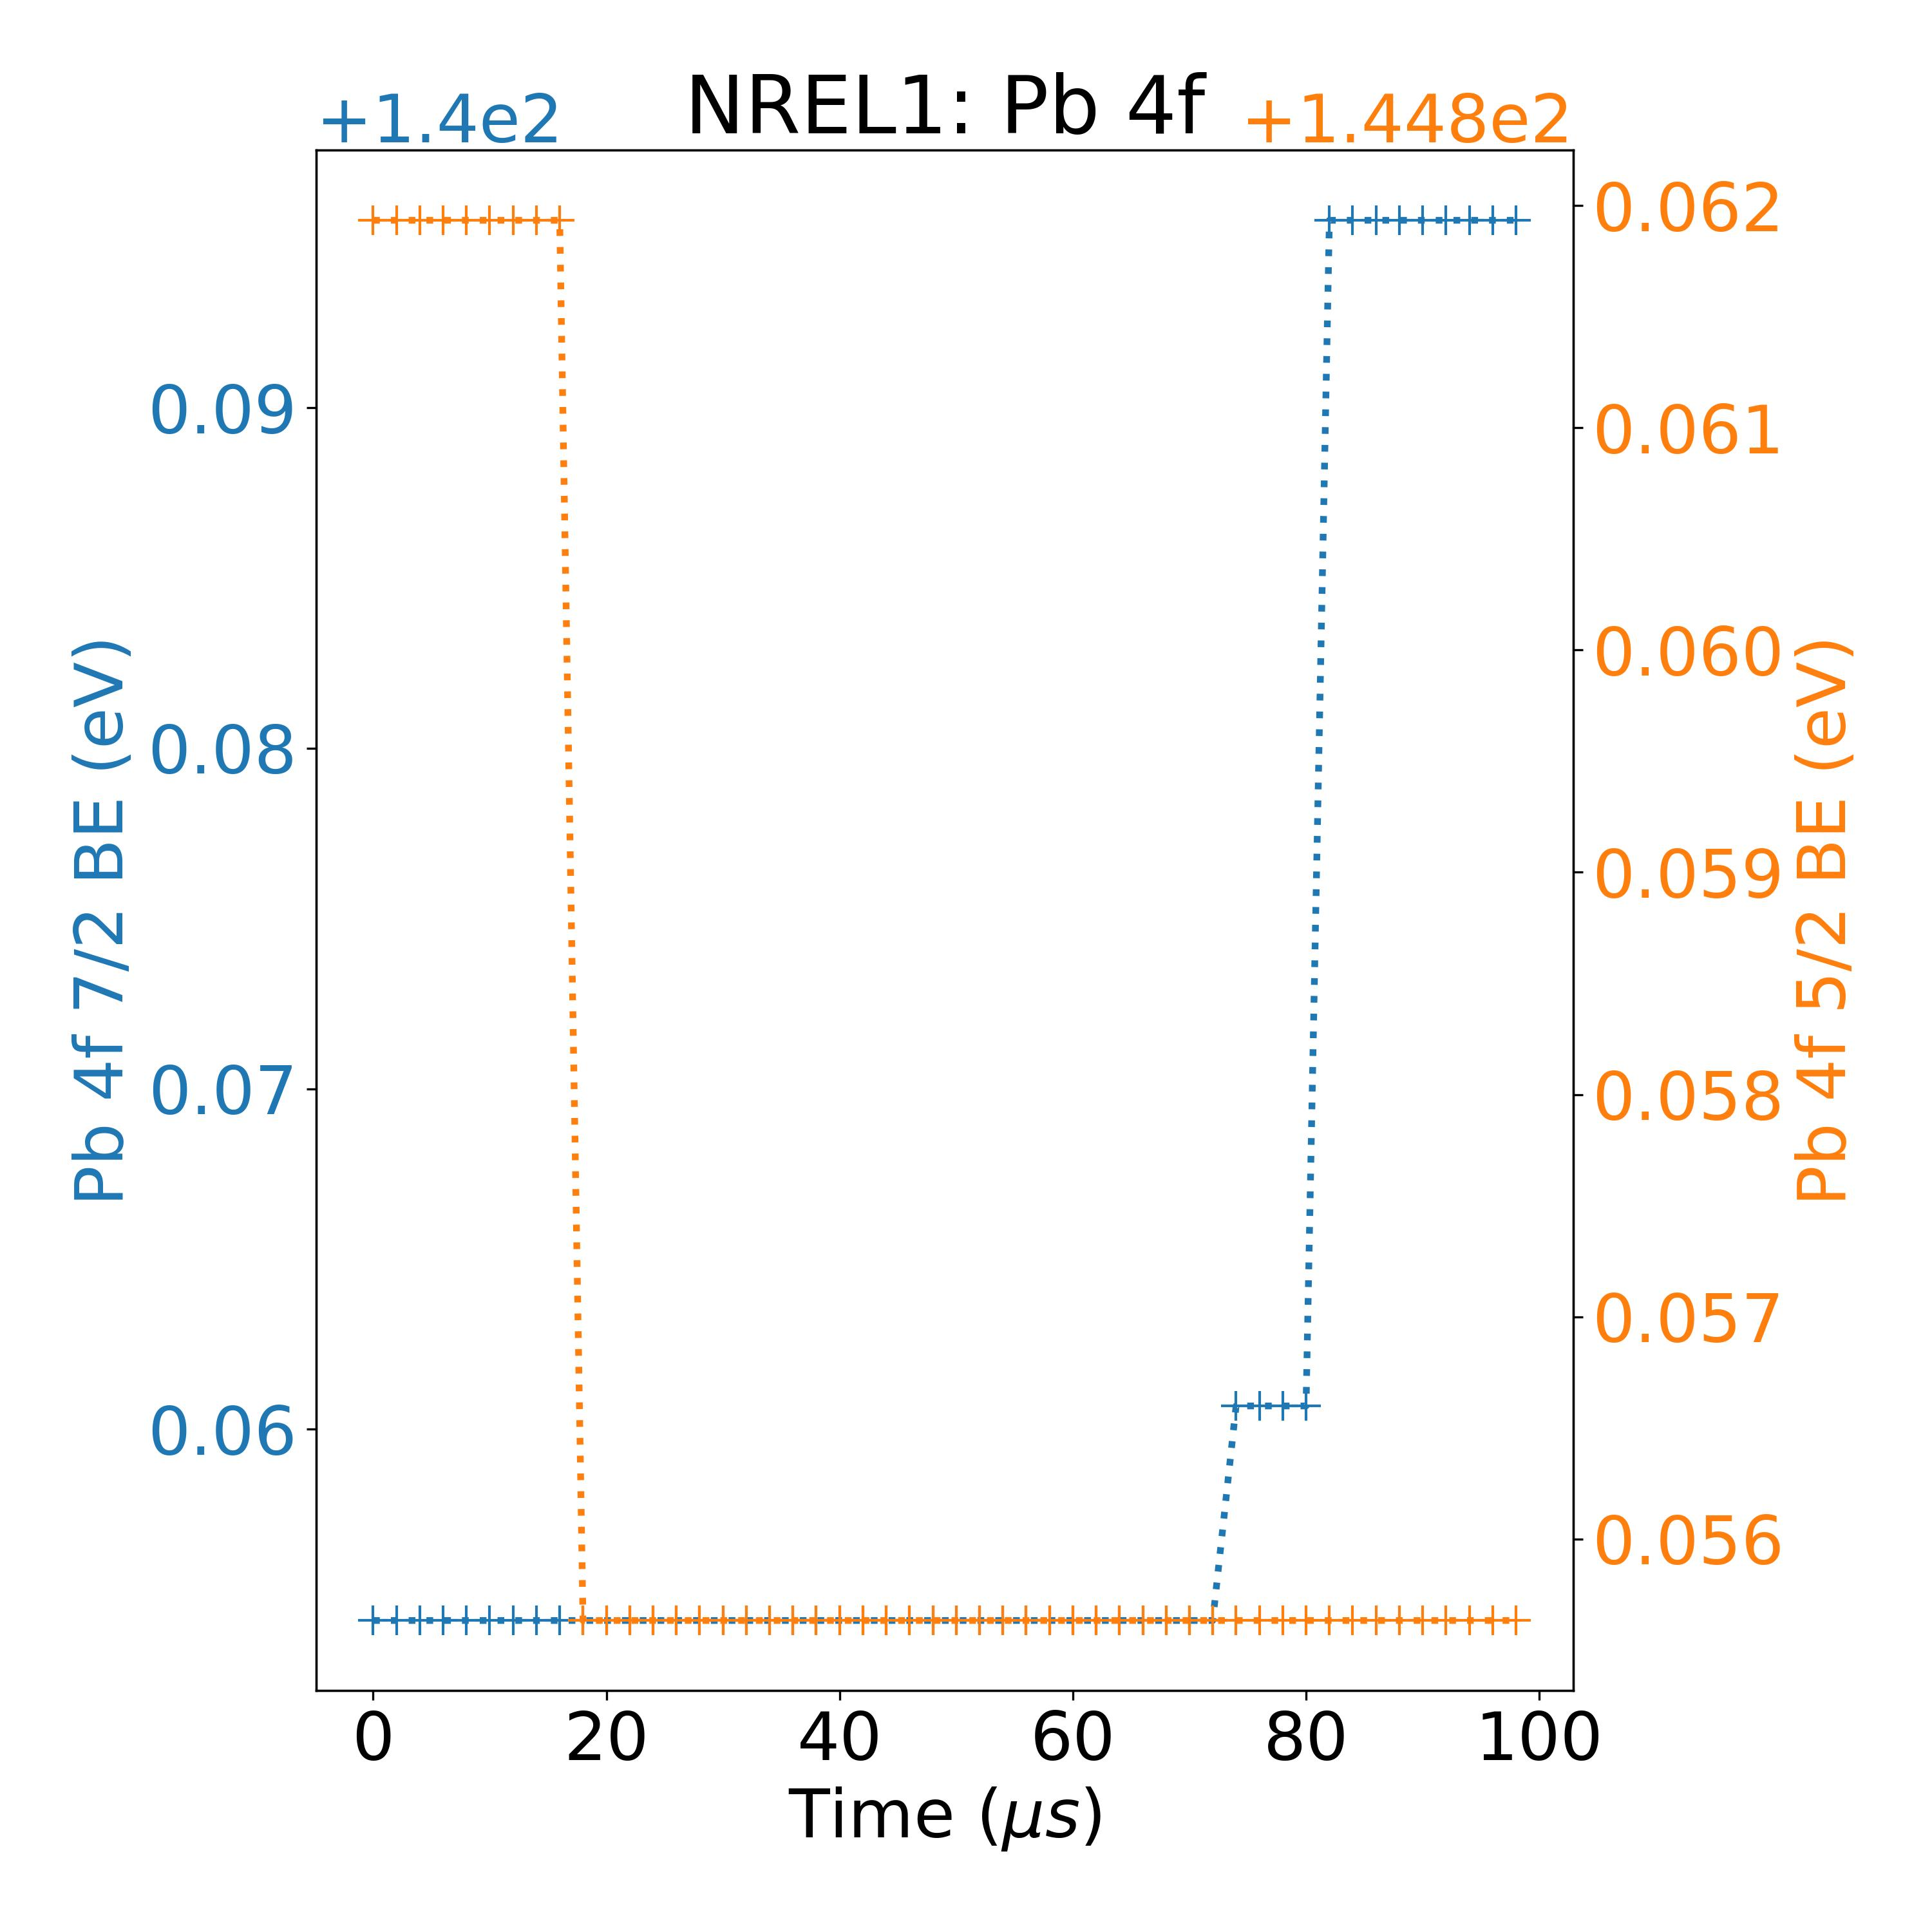 +1.4e2
NREL1: Pb 4f
+1.448e2
0.09
0.08
0.07
0.06
Pb 4f 7/2 BE (eV)
0.062
0.061
0.060
0.059
0.058
0.057
0.056
Pb 4f 5/2 BE (eV)
0 20 40 60 80 100
Time (μs)